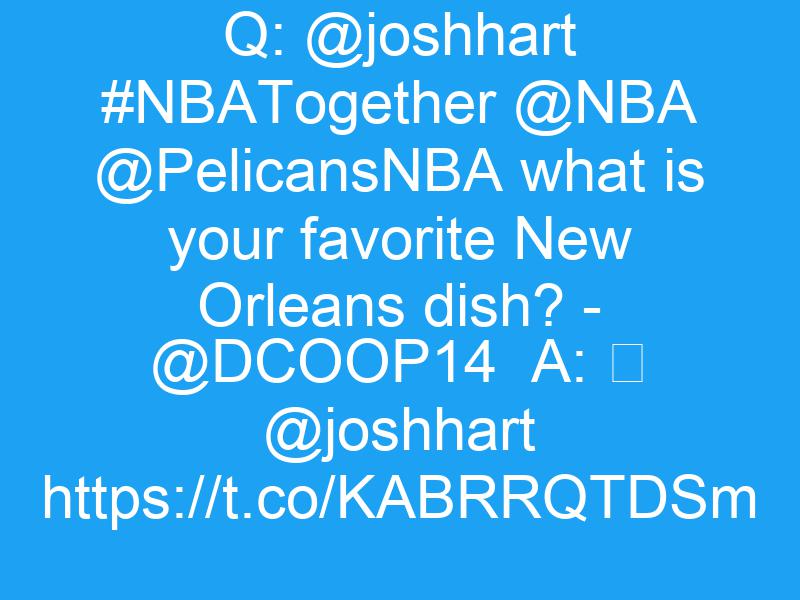 Q: @joshhart
#NBATogether @NBA
@PelicansNBA what is
your favorite New
Orleans dish? -
@DCOOP14  A: 
@joshhart
https://t.co/KABRRQTDSm